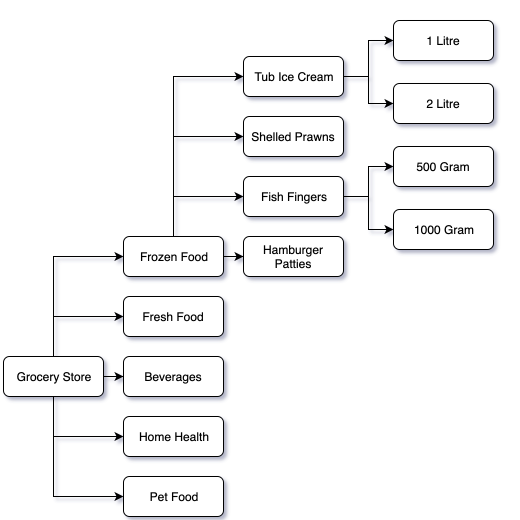 1 Litre
Tub Ice Cream
2 Litre
Shelled Prawns
500 Gram
Fish Fingers
1000 Gram
Frozen Food
Hamburger
Patties
Fresh Food
Grocery Store
Beverages
Home Health
Pet Food